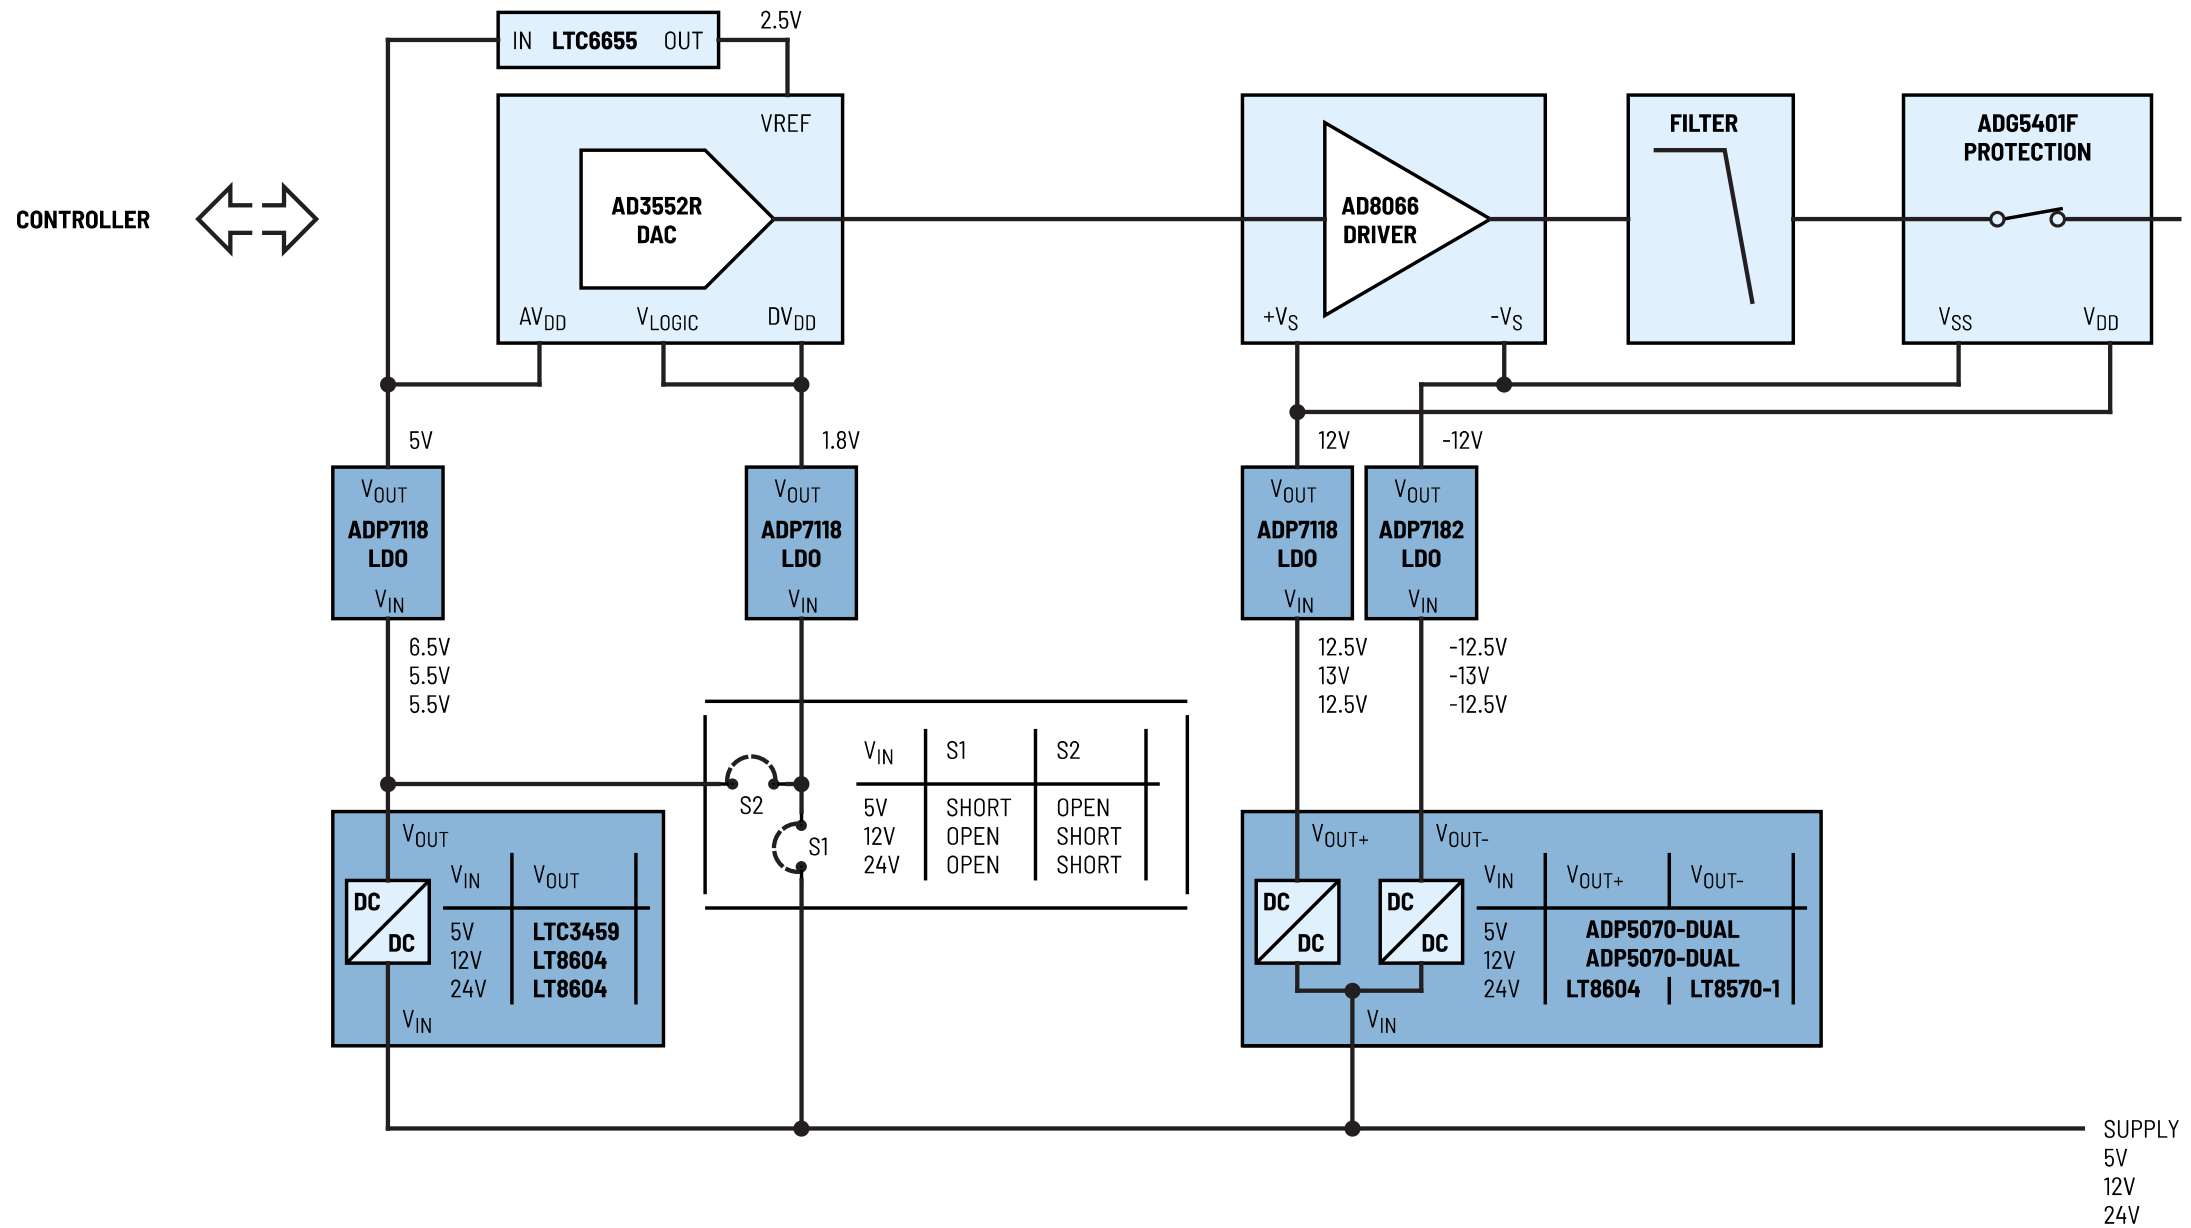 2.5V
IN LTC6655 OUT
VREF
CONTROLLER
AD3552R
DAC
AVDD VLOGIC DVDD
AD8066
DRIVER
+VS -VS
FILTER
ADG5401F
PROTECTION
VSS VDD
5V
1.8V
12V
-12V
VOUT
ADP7118
LDO
VIN
VOUT
ADP7118
LDO
VIN
VOUT
ADP7118
LDO
VIN
VOUT
ADP7182
LDO
VIN
6.5V
5.5V
5.5V
12.5V
13V
12.5V
-12.5V
-13V
-12.5V
S2
S1
VIN S1 S2
5V SHORT OPEN
12V OPEN SHORT
24V OPEN SHORT
VOUT
DC
DC
VIN VOUT
5V LTC3459
12V LT8604
24V LT8604
VIN
VOUT+ VOUT-
DC
DC
DC
DC
VIN VOUT+ VOUT-
5V ADP5070-DUAL
12V ADP5070-DUAL
24V LT8604 LT8570-1
VIN
SUPPLY
5V
12V
24V